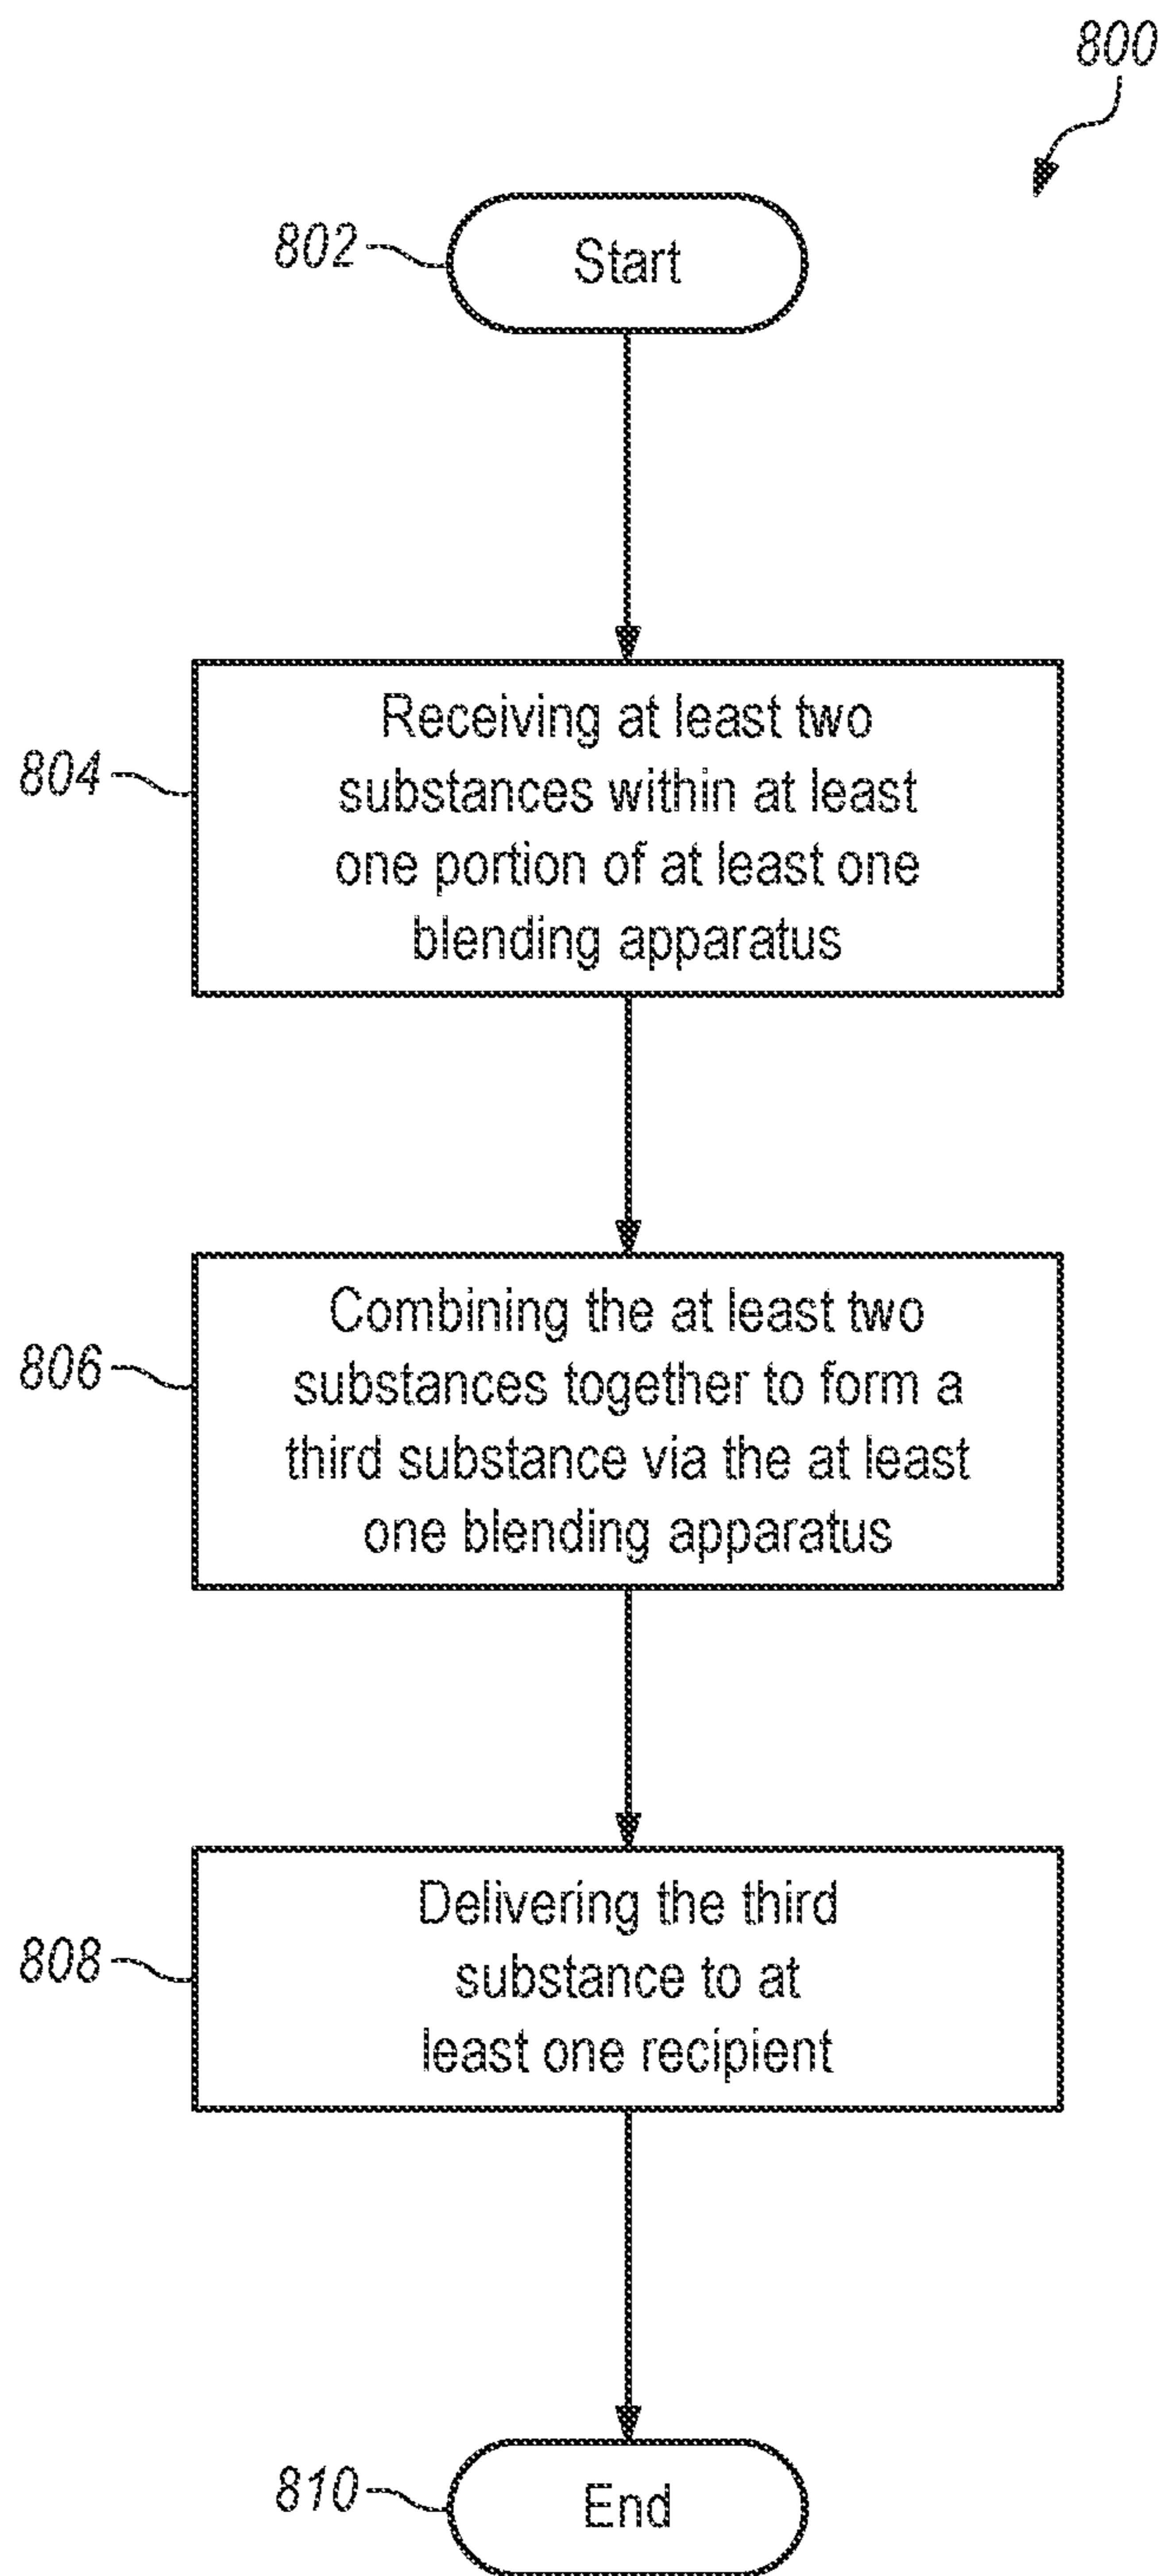 800
802
Start
804
Receiving at least two
substances within at least
one portion of at least one
blending apparatus
806
Combining the at least two
substances together to form a
third substance via the at least
one blending apparatus
808
Delivering the third
substance to at
least one recipient
810
End